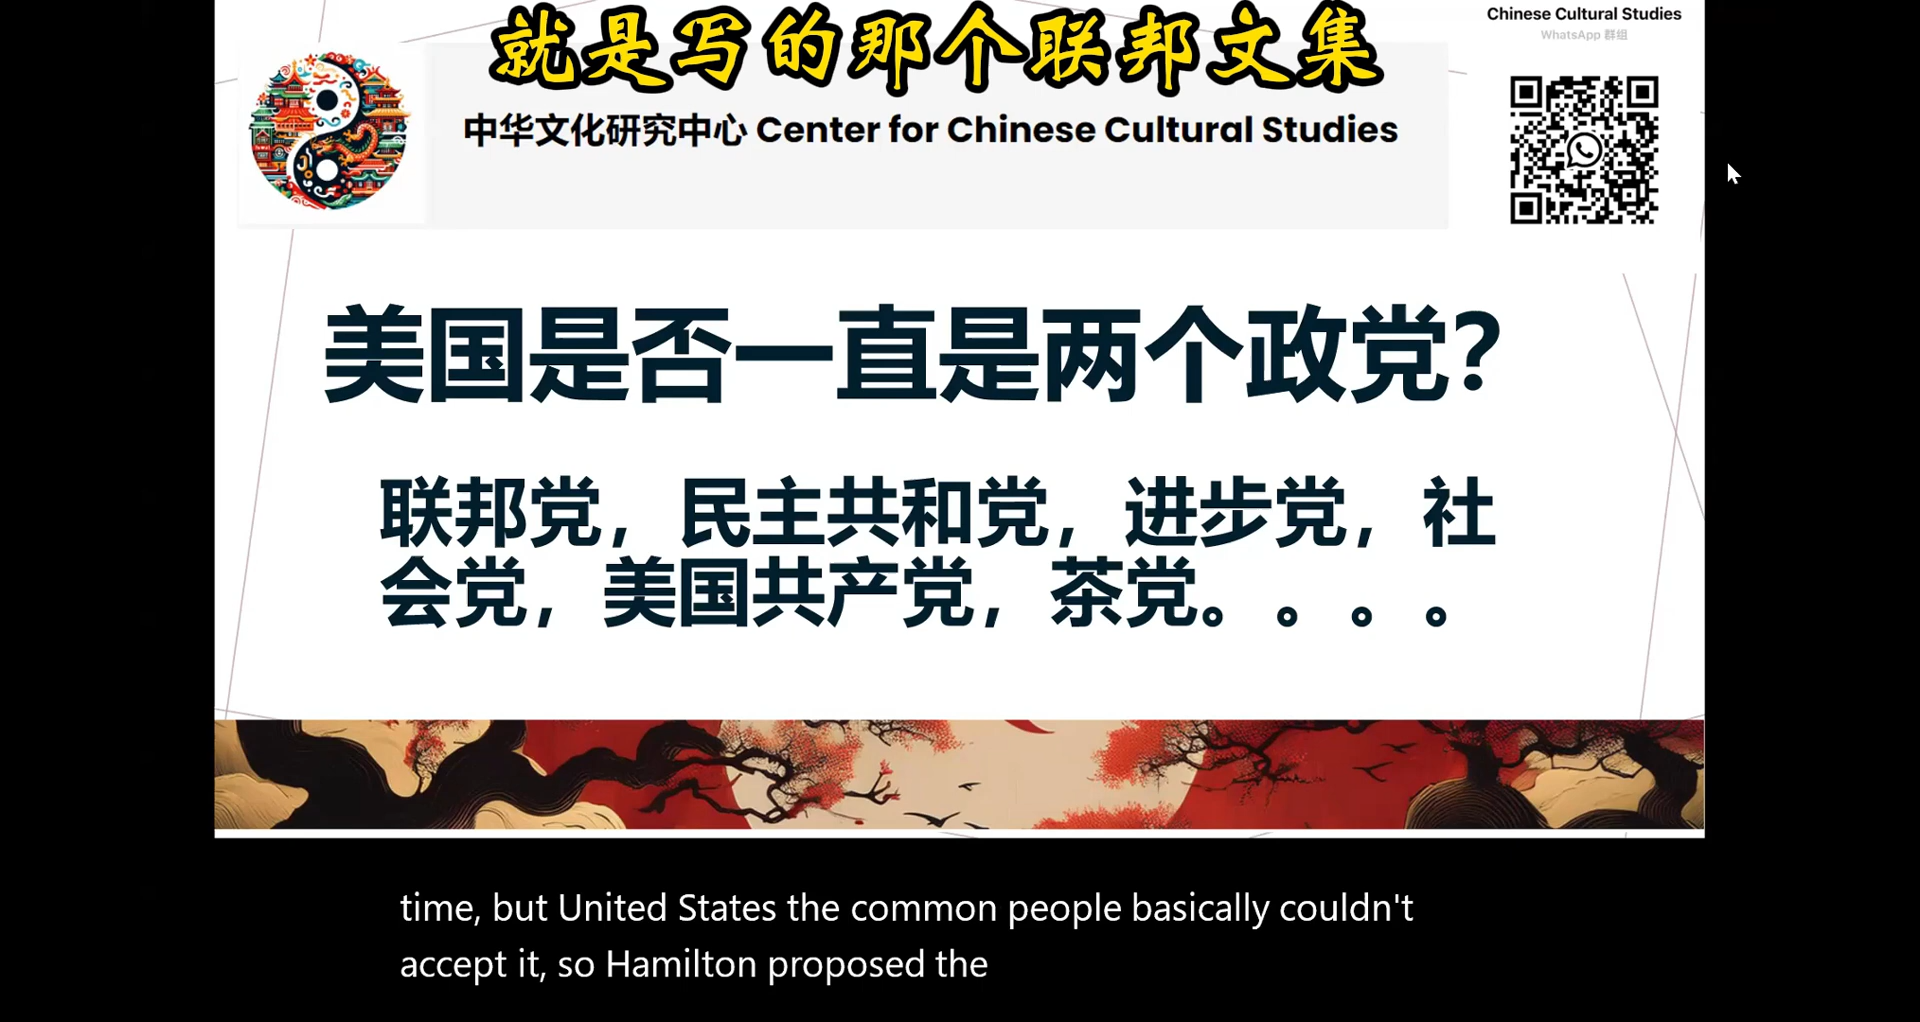 就是写的那个联邦文集
Chinese Cultural Studies
WhatsApp 群组
中华文化研究中心 Center for Chinese Cultural Studies
美国是否一直是两个政党？
联邦党，民主共和党，进步党，社
会党，美国共产党，茶党。。。。
time, but United States the common people basically couldn't
accept it, so Hamilton proposed the